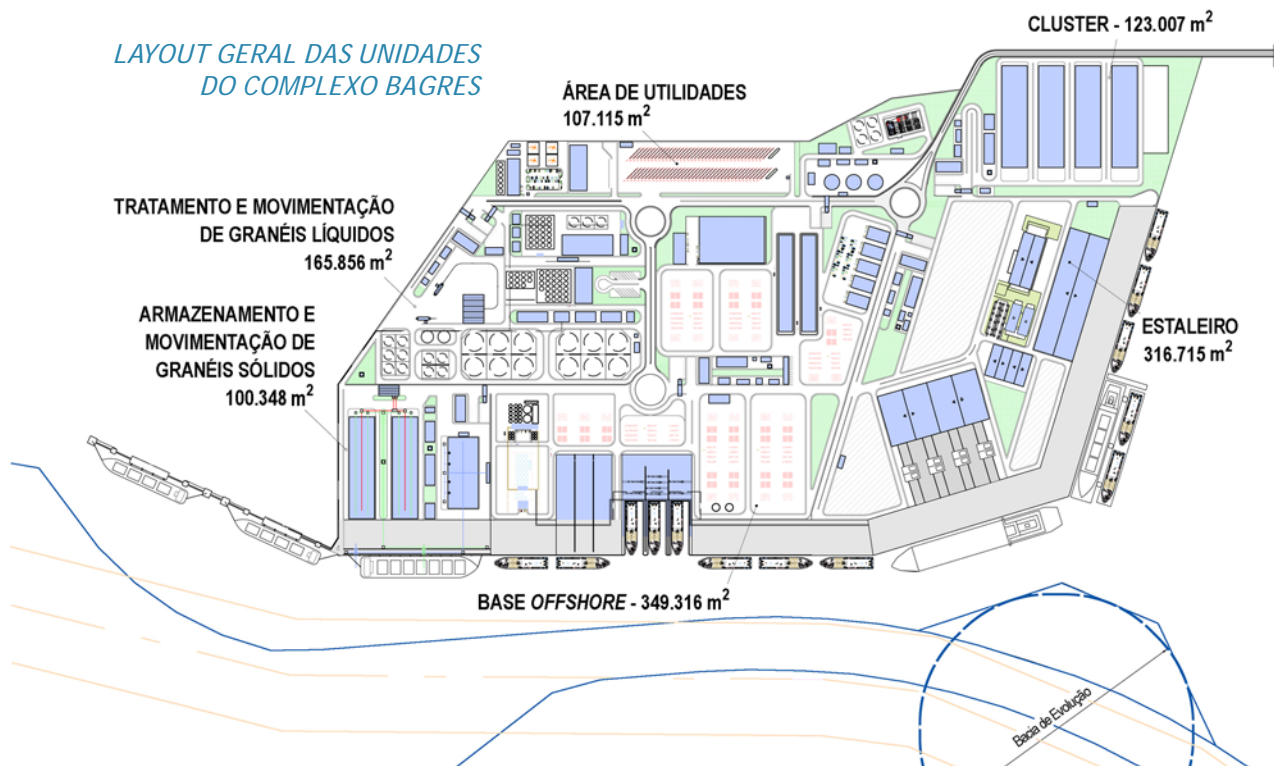 LAYOUT GERAL DAS UNIDADES
DO COMPLEXO BAGRES
CLUSTER - 123.007 m²
ÁREA DE UTILIDADES
107.115 m²
TRATAMENTO E MOVIMENTAÇÃO
DE GRANÉIS LÍQUIDOS
165.856 m²
ARMAZENAMENTO E
MOVIMENTAÇÃO DE
GRANÉIS SÓLIDOS
100.348 m²
ESTALEIRO
316.715 m²
BASE OFFSHORE - 349.316 m²
Bacia de Evolução